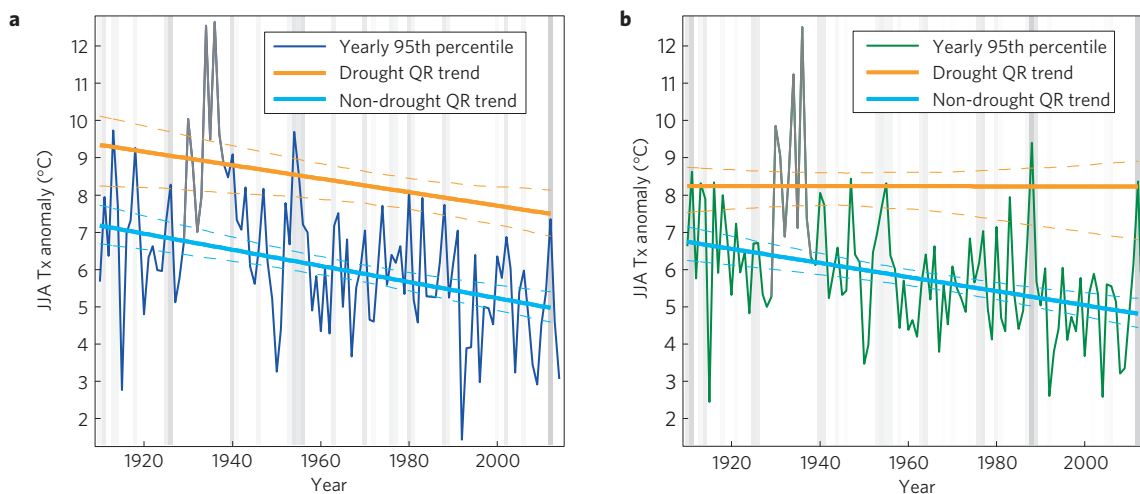 a
12
11
10
9
8
7
6
5
4
3
2
JJA Tx anomaly (°C)
Yearly 95th percentile
Drought QR trend
Non-drought QR trend
1920 1940 1960 1980 2000
Year
b
12
11
10
9
8
7
6
5
4
3
2
JJA Tx anomaly (°C)
Yearly 95th percentile
Drought QR trend
Non-drought QR trend
1920 1940 1960 1980 2000
Year